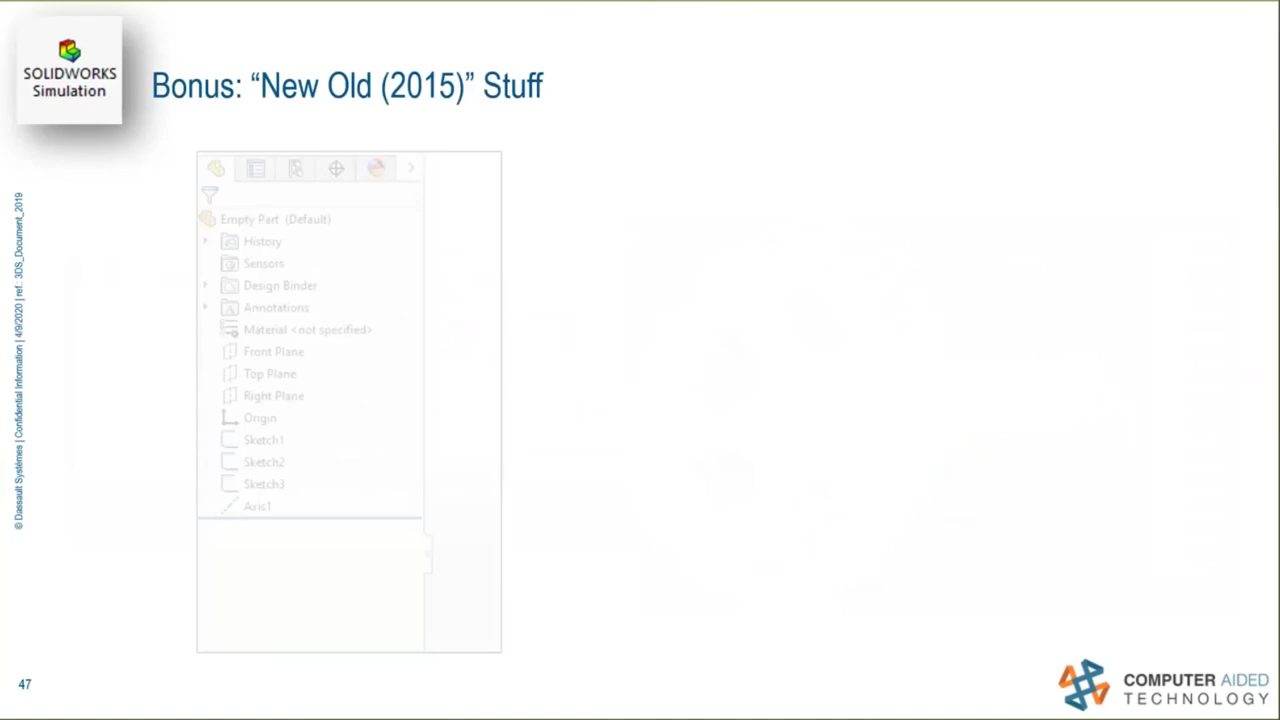 SOLIDWORKS
Simulation
Bonus: “New Old (2015)” Stuff
© Dassault Systèmes | Confidential Information | 4/9/2020 | ref.: 3DS_Document_2019
Empty Part (Default)
History
Sensors
Design Binder
Annotations
Material <not specified>
Front Plane
Top Plane
Right Plane
Origin
Sketch1
Sketch2
Sketch3
Axis1
47
COMPUTER AIDED
TECHNOLOGY